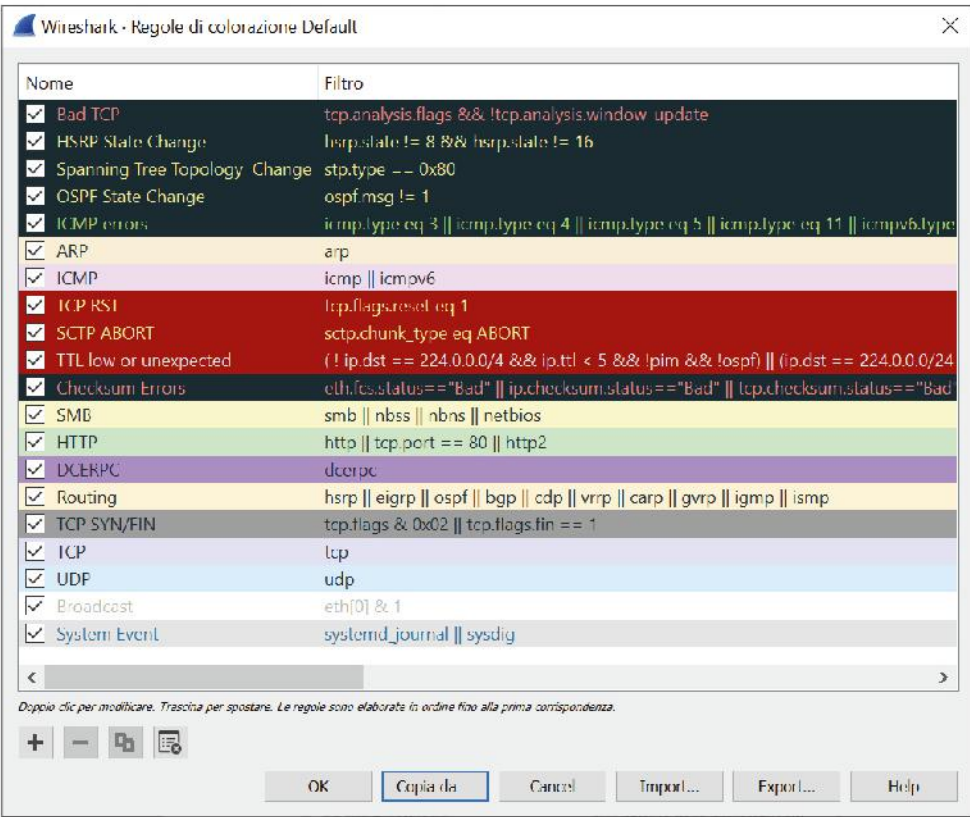 Wireshark · Regole di colorazione Default
Nome Filtro
Bad TCP tcp.analysis.flags && !tcp.analysis.window_update
HSRP State Change hsrp.state != 8 && hsrp.state != 16
Spanning Tree Topology Change stp.type == 0x80
OSPF State Change ospf.msg != 1
ICMP errors icmp.type eq 3 || icmp.type eq 4 || icmp.type eq 5 || icmp.type eq 11 || icmpv6.type
ARP arp
ICMP icmp || icmpv6
TCP RST tcp.flags.reset eq 1
SCTP ABORT sctp.chunk_type eq ABORT
TTL low or unexpected ( ! ip.dst == 224.0.0.0/4 && ip.ttl < 5 && !pim && !ospf) || (ip.dst == 224.0.0.0/24
Checksum Errors eth.fcs.status=="Bad" || ip.checksum.status=="Bad" || tcp.checksum.status=="Bad"
SMB smb || nbss || nbns || netbios
HTTP http || tcp.port == 80 || http2
DCERPC dcerpc
Routing hsrp || eigrp || ospf || bgp || cdp || vrrp || carp || gvrp || igmp || ismp
TCP SYN/FIN tcp.flags & 0x02 || tcp.flags.fin == 1
TCP tcp
UDP udp
Broadcast eth[0] & 1
System Event systemd_journal || sysdig
Doppio clic per modificare. Trascina per spostare. Le regole sono elaborate in ordine fino alla prima corrispondenza.
OK Copia da Cancel Import... Export... Help